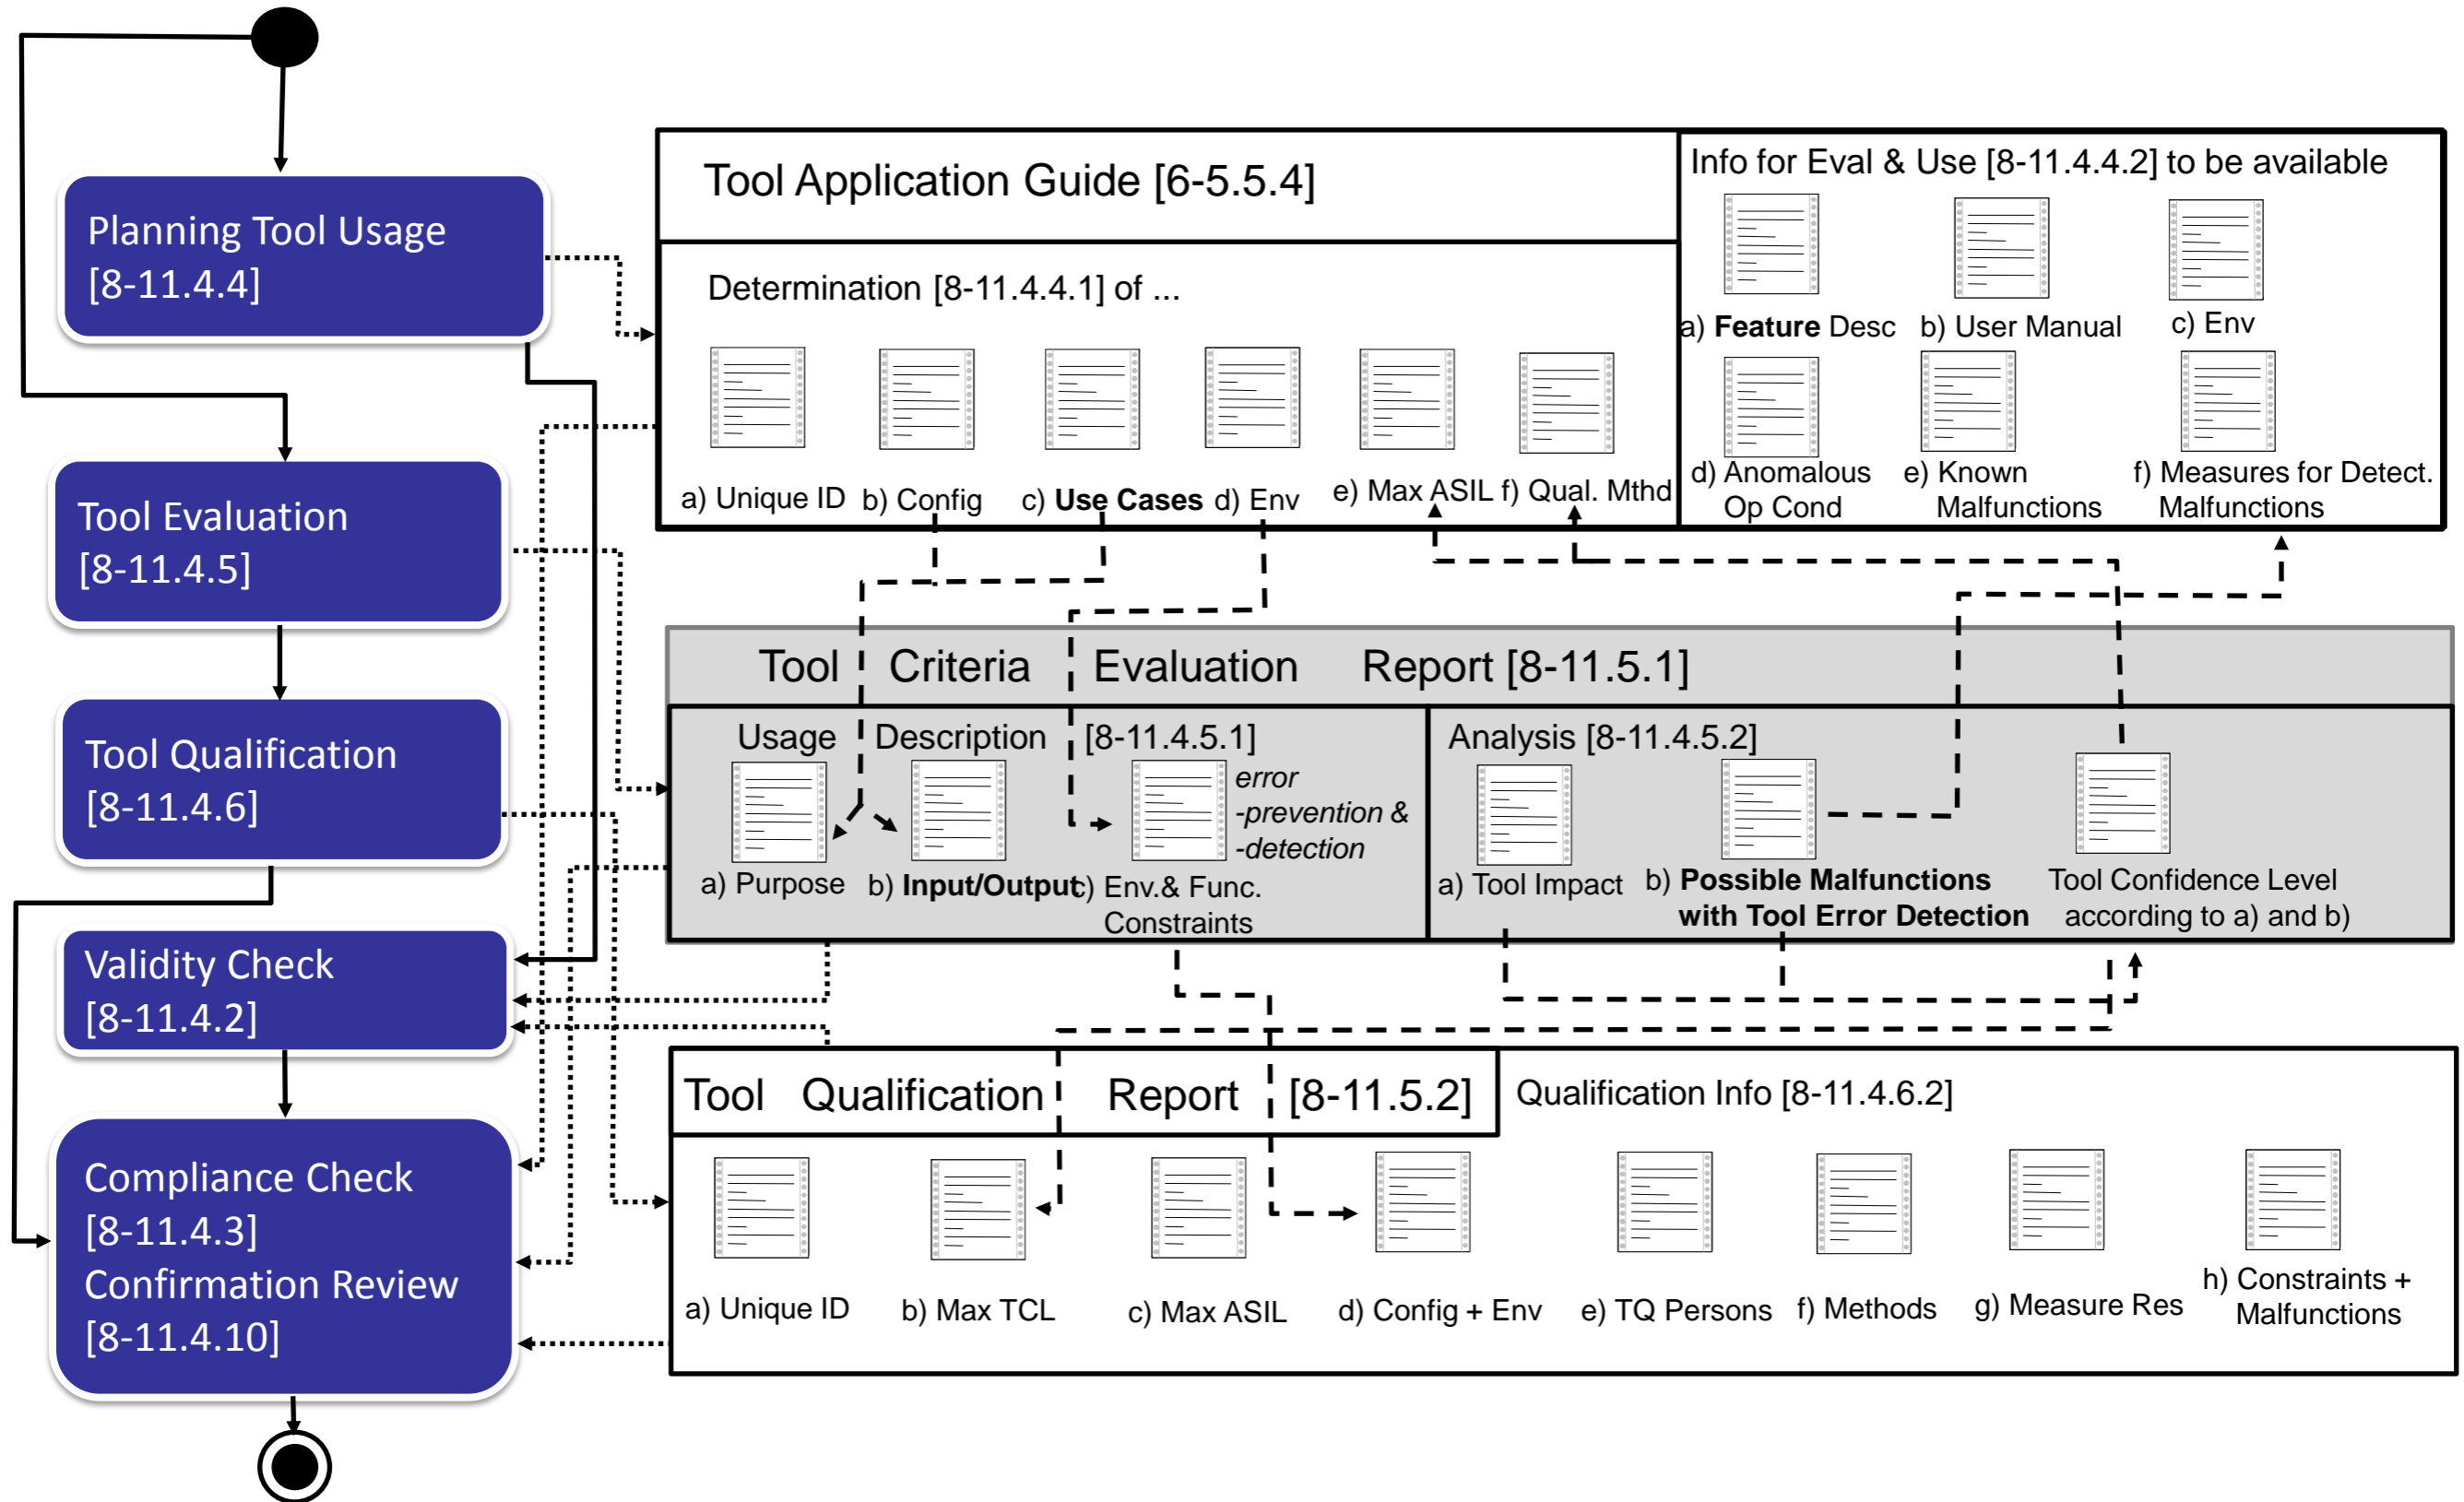 Planning Tool Usage
[8-11.4.4]
Tool Evaluation
[8-11.4.5]
Tool Qualification
[8-11.4.6]
Validity Check
[8-11.4.2]
Compliance Check
[8-11.4.3]
Confirmation Review
[8-11.4.10]
Tool Application Guide [6-5.5.4]
Determination [8-11.4.4.1] of ...
a) Unique ID
b) Config
c) Use Cases
d) Env
e) Max ASIL
f) Qual. Mthd
Info for Eval & Use [8-11.4.4.2] to be available
a) Feature Desc
b) User Manual
c) Env
d) Anomalous
Op Cond
e) Known
Malfunctions
f) Measures for Detect.
Malfunctions
Tool Criteria Evaluation Report [8-11.5.1]
Usage Description [8-11.4.5.1]
error
-prevention &
-detection
a) Purpose
b) Input/Output
c) Env.& Func.
Constraints
Analysis [8-11.4.5.2]
a) Tool Impact
b) Possible Malfunctions
with Tool Error Detection
Tool Confidence Level
according to a) and b)
Tool Qualification Report [8-11.5.2]
Qualification Info [8-11.4.6.2]
a) Unique ID
b) Max TCL
c) Max ASIL
d) Config + Env
e) TQ Persons
f) Methods
g) Measure Res
h) Constraints +
Malfunctions